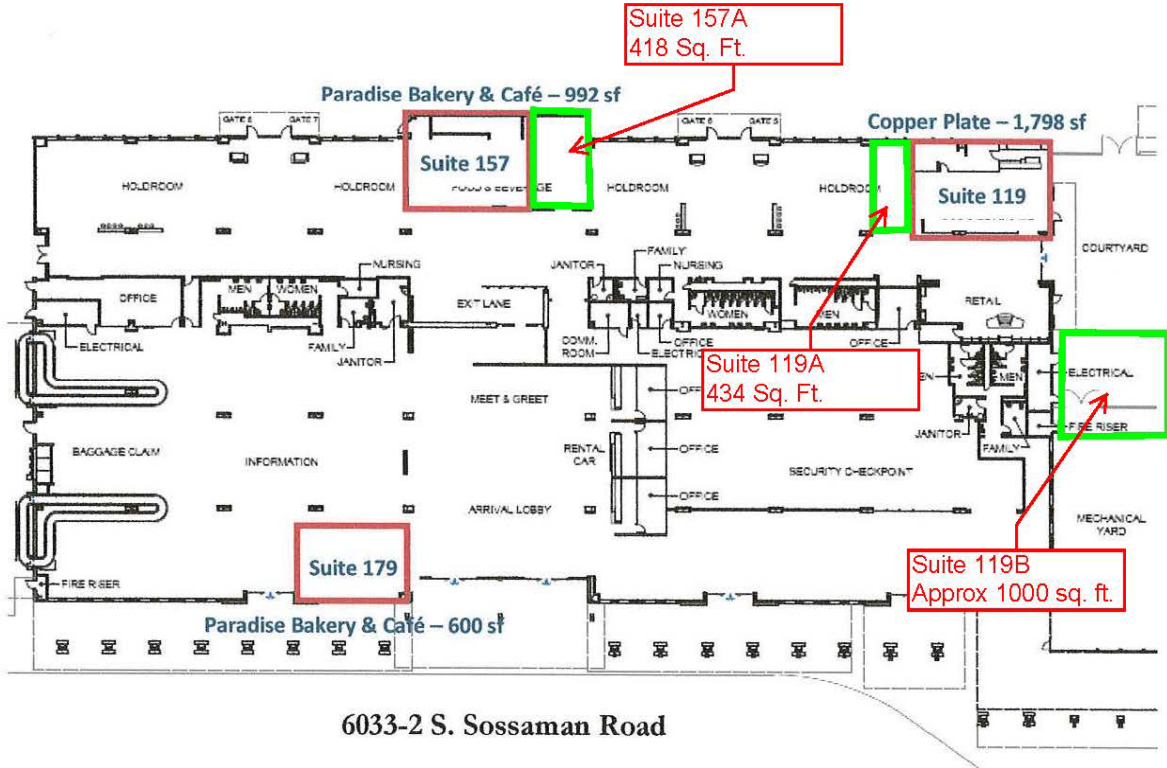 Suite 157A
418 Sq. Ft.
Paradise Bakery & Café – 992 sf
GATE 7
GATE 5
Copper Plate – 1,798 sf
Suite 157
Suite 119
HOLDROOM
HOLDROOM
FOOD & BEVERAGE
HOLDROOM
HOLDROOM
COURTYARD
NURSING
JANITOR
FAMILY
NURSING
OFFICE
MEN
WOMEN
EXIT LANE
RETAIL
WOMEN
MEN
ELECTRICAL
FAMILY
JANITOR
COMM.
ROOM
OFFICE
OFFICE
Suite 119A
434 Sq. Ft.
MEN
ELECTRICAL
MEET & GREET
JANITOR
FAMILY
FIRE RISER
BAGGAGE CLAIM
INFORMATION
RENTAL
CAR
OFFICE
SECURITY CHECKPOINT
OFFICE
ARRIVAL LOBBY
MECHANICAL
YARD
Suite 179
Suite 119B
Approx 1000 sq. ft.
FIRE RISER
Paradise Bakery & Café – 600 sf
6033-2 S. Sossaman Road